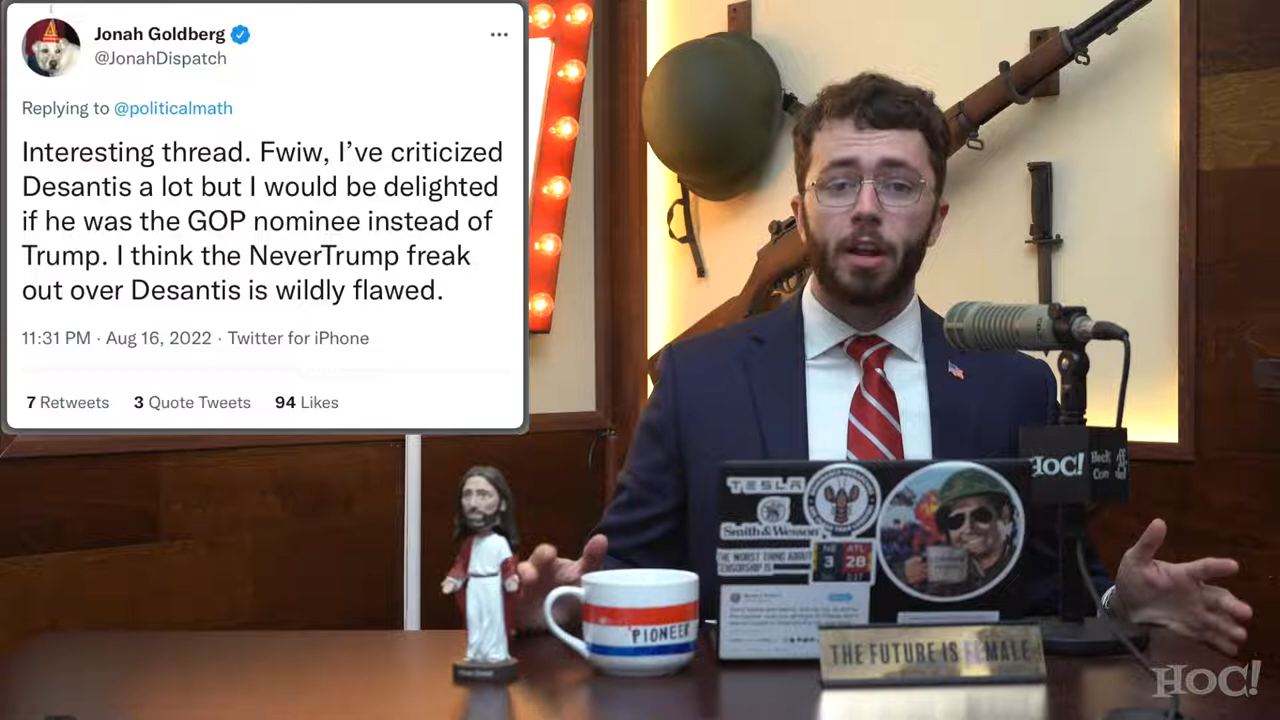 Jonah Goldberg
@JonahDispatch
Replying to @politicalmath
Interesting thread. Fwiw, I've criticized
Desantis a lot but I would be delighted
if he was the GOP nominee instead of
Trump. I think the NeverTrump freak
out over Desantis is wildly flawed.
11:31 PM · Aug 16, 2022 · Twitter for iPhone
7 Retweets 3 Quote Tweets 94 Likes
HOC!
TESLA
Smith & Wesson
THE WORST THING ABOUT
CENSORSHIP IS
NE ATL
3 28
PIONEER
THE FUTURE IS FEMALE
HOC!